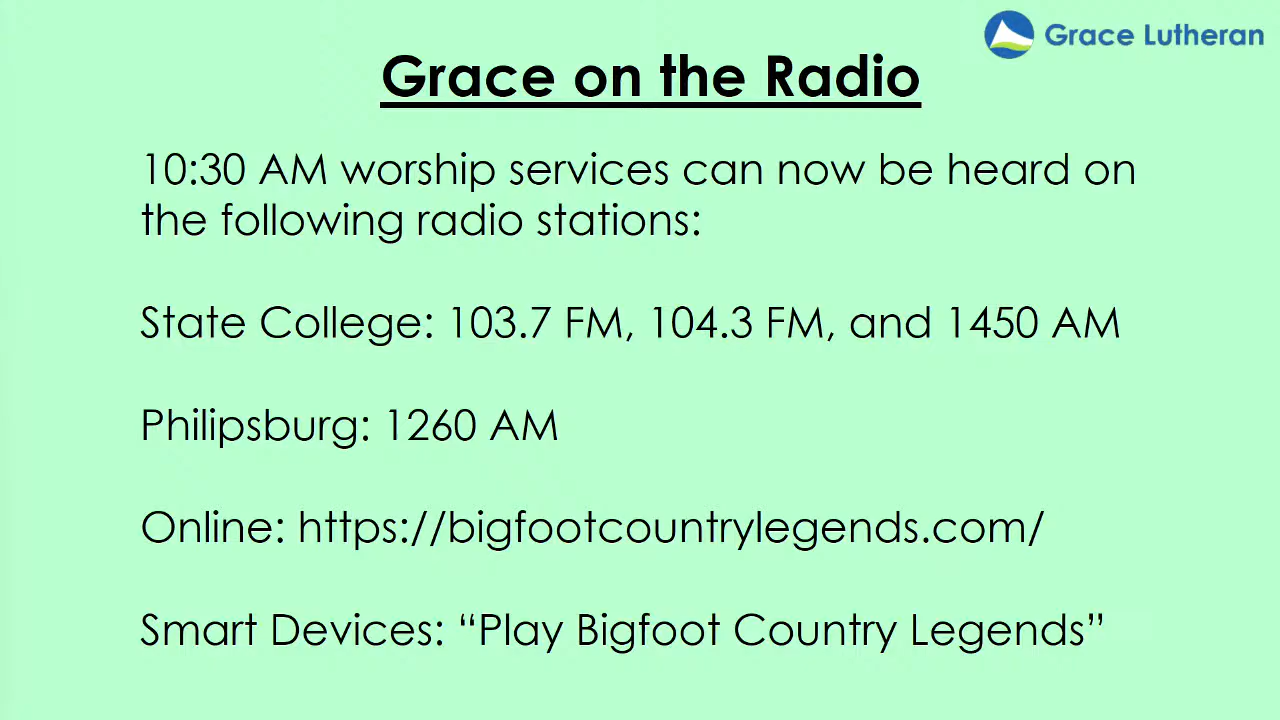 Grace Lutheran
Grace on the Radio
10:30 AM worship services can now be heard on
the following radio stations:
State College: 103.7 FM, 104.3 FM, and 1450 AM
Philipsburg: 1260 AM
Online: https://bigfootcountrylegends.com/
Smart Devices: “Play Bigfoot Country Legends”